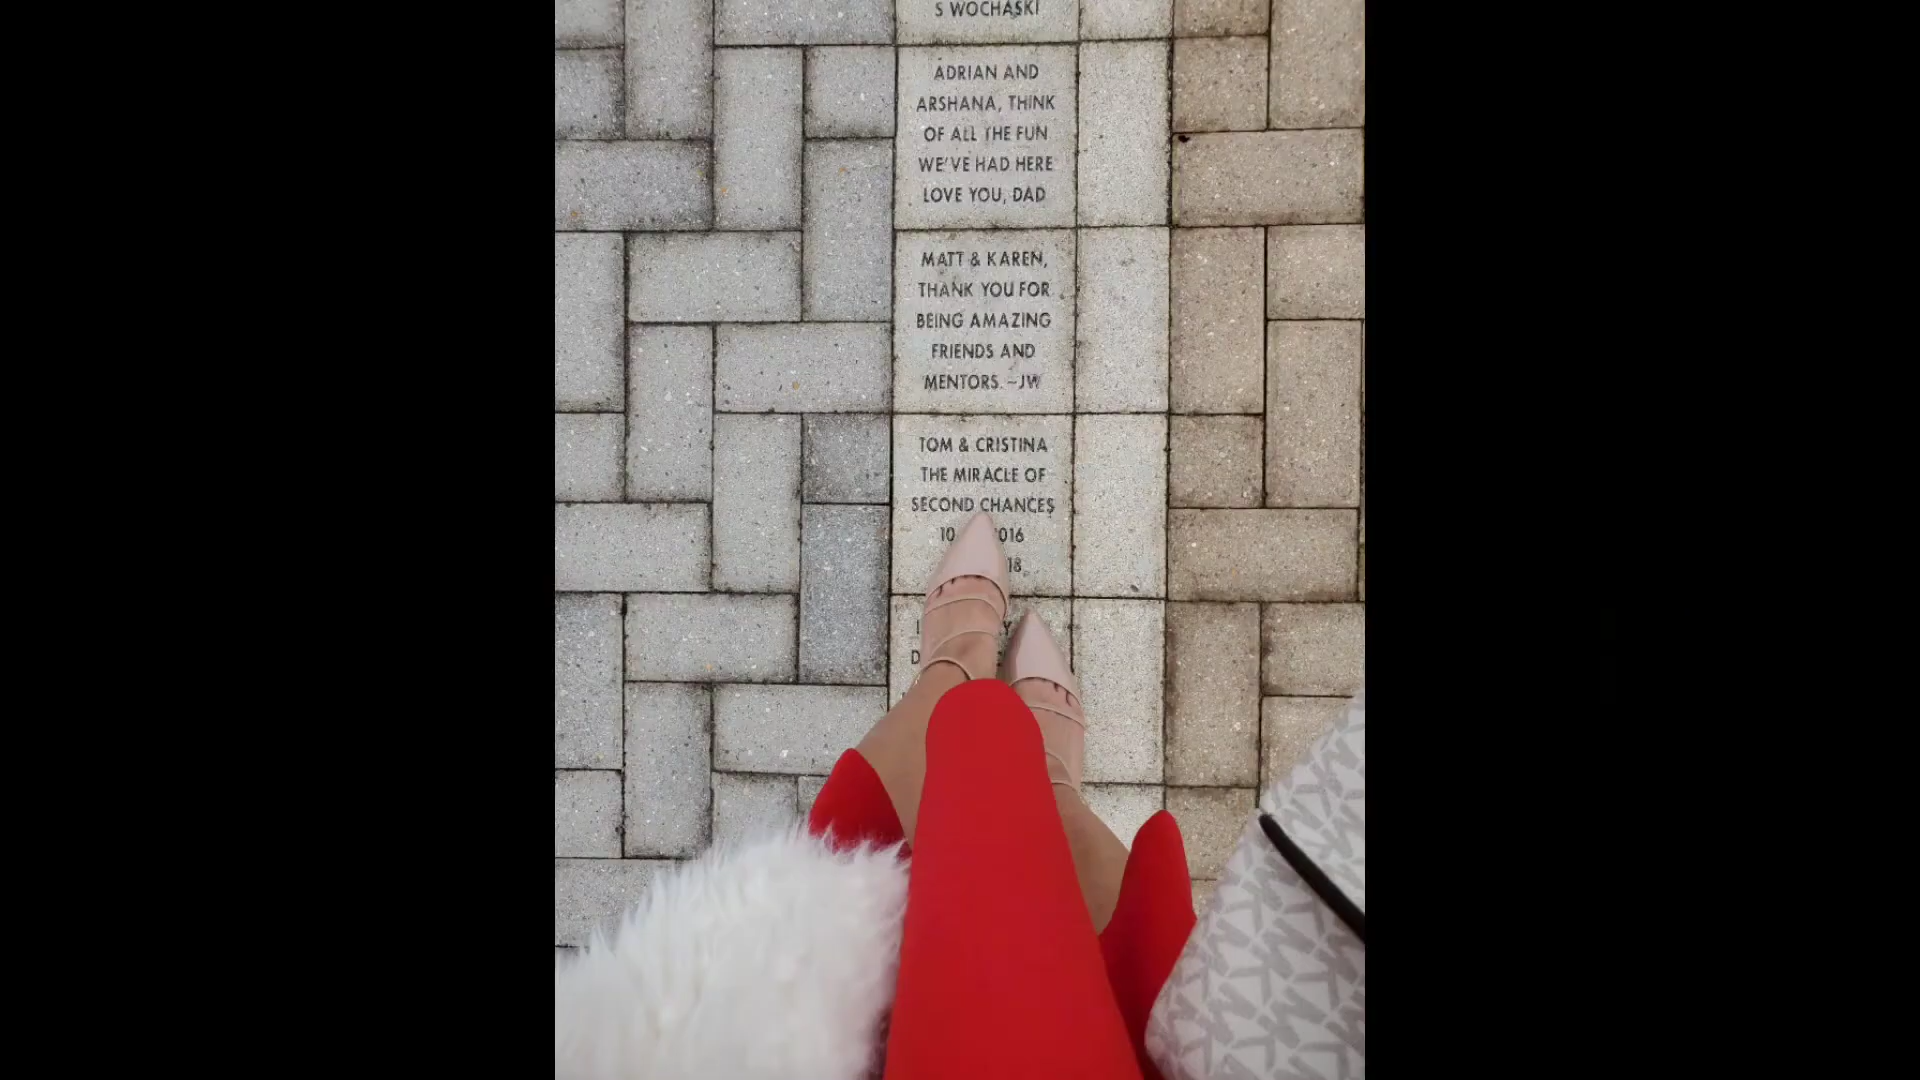 S WOCHASKI
ADRIAN AND
ARSHANA, THINK
OF ALL THE FUN
WE'VE HAD HERE
LOVE YOU, DAD
MATT & KAREN,
THANK YOU FOR
BEING AMAZING
FRIENDS AND
MENTORS. ~JW
TOM & CRISTINA
THE MIRACLE OF
SECOND CHANCES